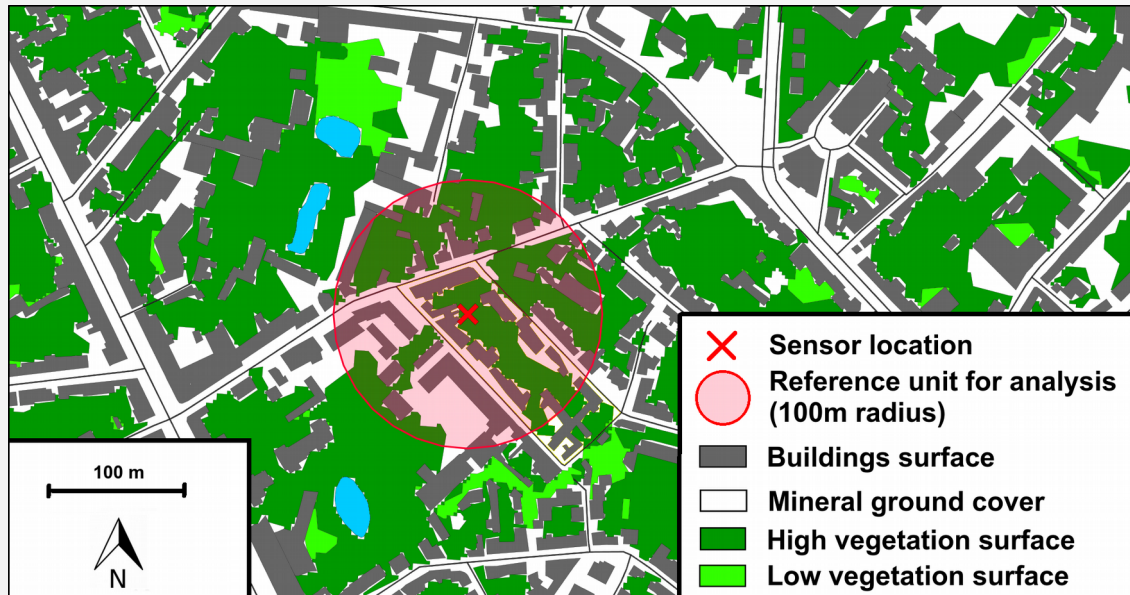 Sensor location
Reference unit for analysis
(100m radius)
Buildings surface
Mineral ground cover
High vegetation surface
Low vegetation surface
100 m
N